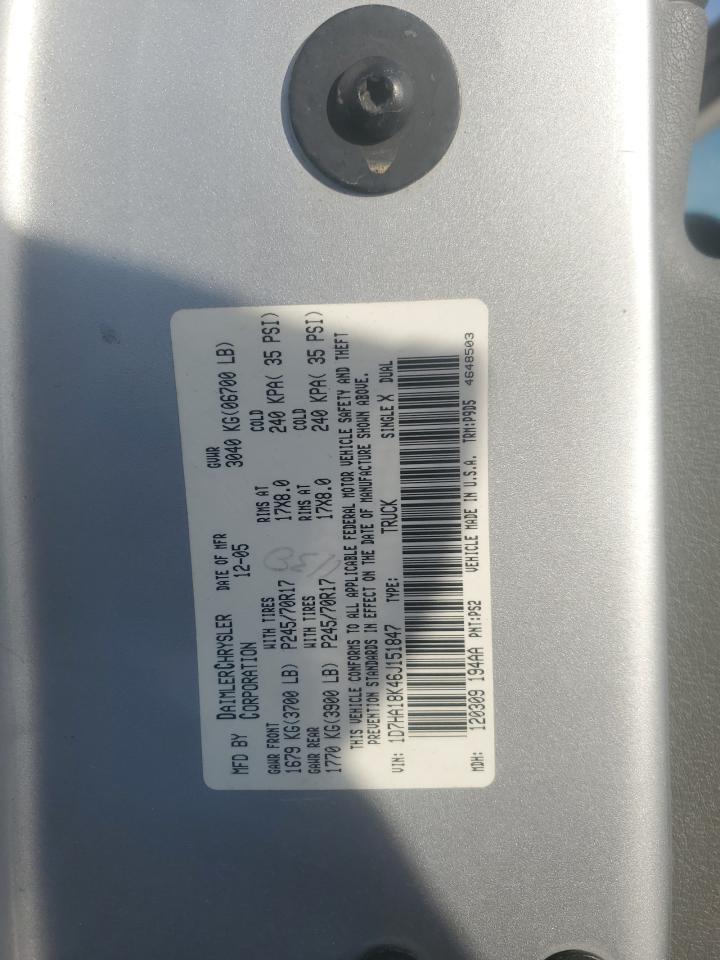 MFD BY DAIMLERCHRYSLER CORPORATION DATE OF MFR 12-05 GVWR 3040 KG(06700 LB)
GAWR FRONT WITH TIRES RIMS AT COLD
1679 KG(3700 LB) P245/70R17 17X8.0 240 KPA( 35 PSI)
GAWR REAR WITH TIRES RIMS AT COLD
1770 KG(3900 LB) P245/70R17 17X8.0 240 KPA( 35 PSI)
THIS VEHICLE CONFORMS TO ALL APPLICABLE FEDERAL MOTOR VEHICLE SAFETY AND THEFT
PREVENTION STANDARDS IN EFFECT ON THE DATE OF MANUFACTURE SHOWN ABOVE.
VIN: 1D7HA18K46J151847 TYPE: TRUCK SINGLE X DUAL
MDH: 120309 194AA PNT:PS2 VEHICLE MADE IN U.S.A. TRM:P9D5
4648503